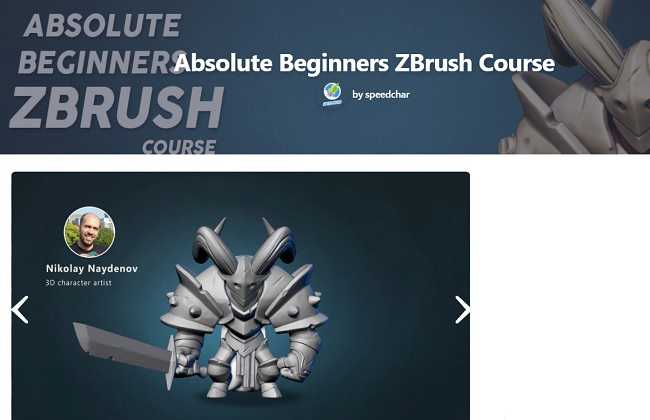 ABSOLUTE
BEGINNERS
ZBRUSH
COURSE
Absolute Beginners ZBrush Course
by speedchar
Nikolay Naydenov
3D character artist